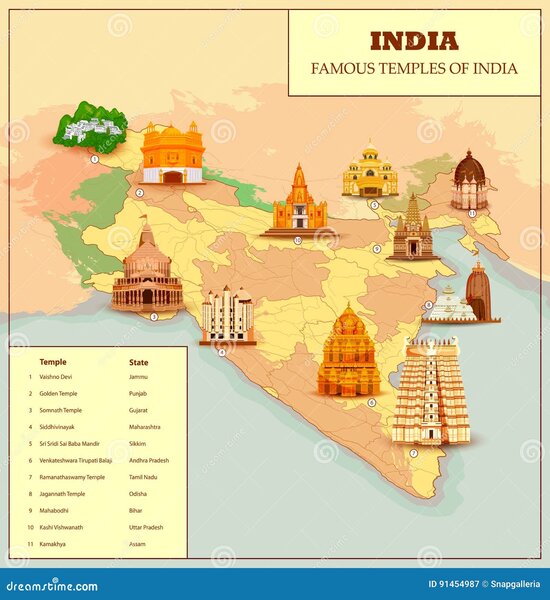 INDIA
FAMOUS TEMPLES OF INDIA
1
2
3
4
5
6
7
8
9
10
11
Temple State
1 Vaishno Devi Jammu
2 Golden Temple Punjab
3 Somnath Temple Gujarat
4 Siddhivinayak Maharashtra
5 Sri Sridi Sai Baba Mandir Sikkim
6 Venkateshwara Tirupati Balaji Andhra Pradesh
7 Ramanathaswamy Temple Tamil Nadu
8 Jagannath Temple Odisha
9 Mahabodhi Bihar
10 Kashi Vishwanath Uttar Pradesh
11 Kamakhya Assam
dreamstime
dreamstime.com
ID 91454987 © Snapgalleria